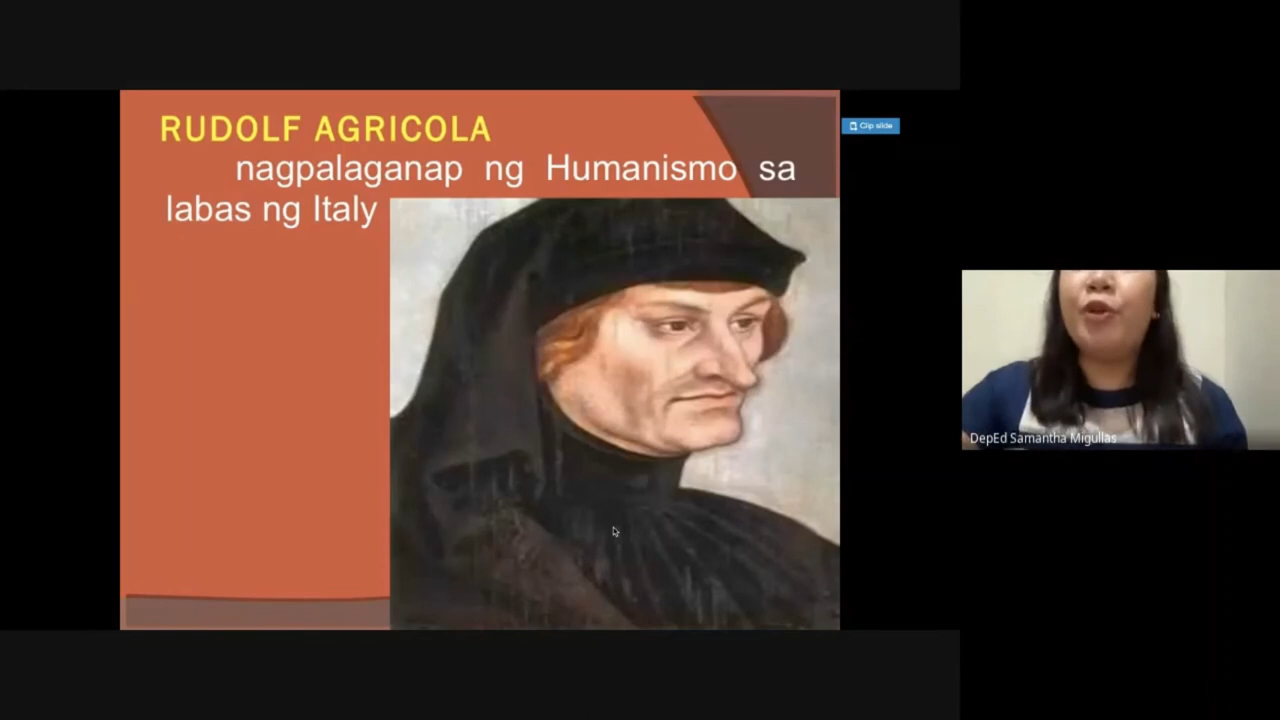 RUDOLF AGRICOLA
nagpalaganap ng Humanismo sa
labas ng Italy
Clip slide
DepEd Samantha Migullas